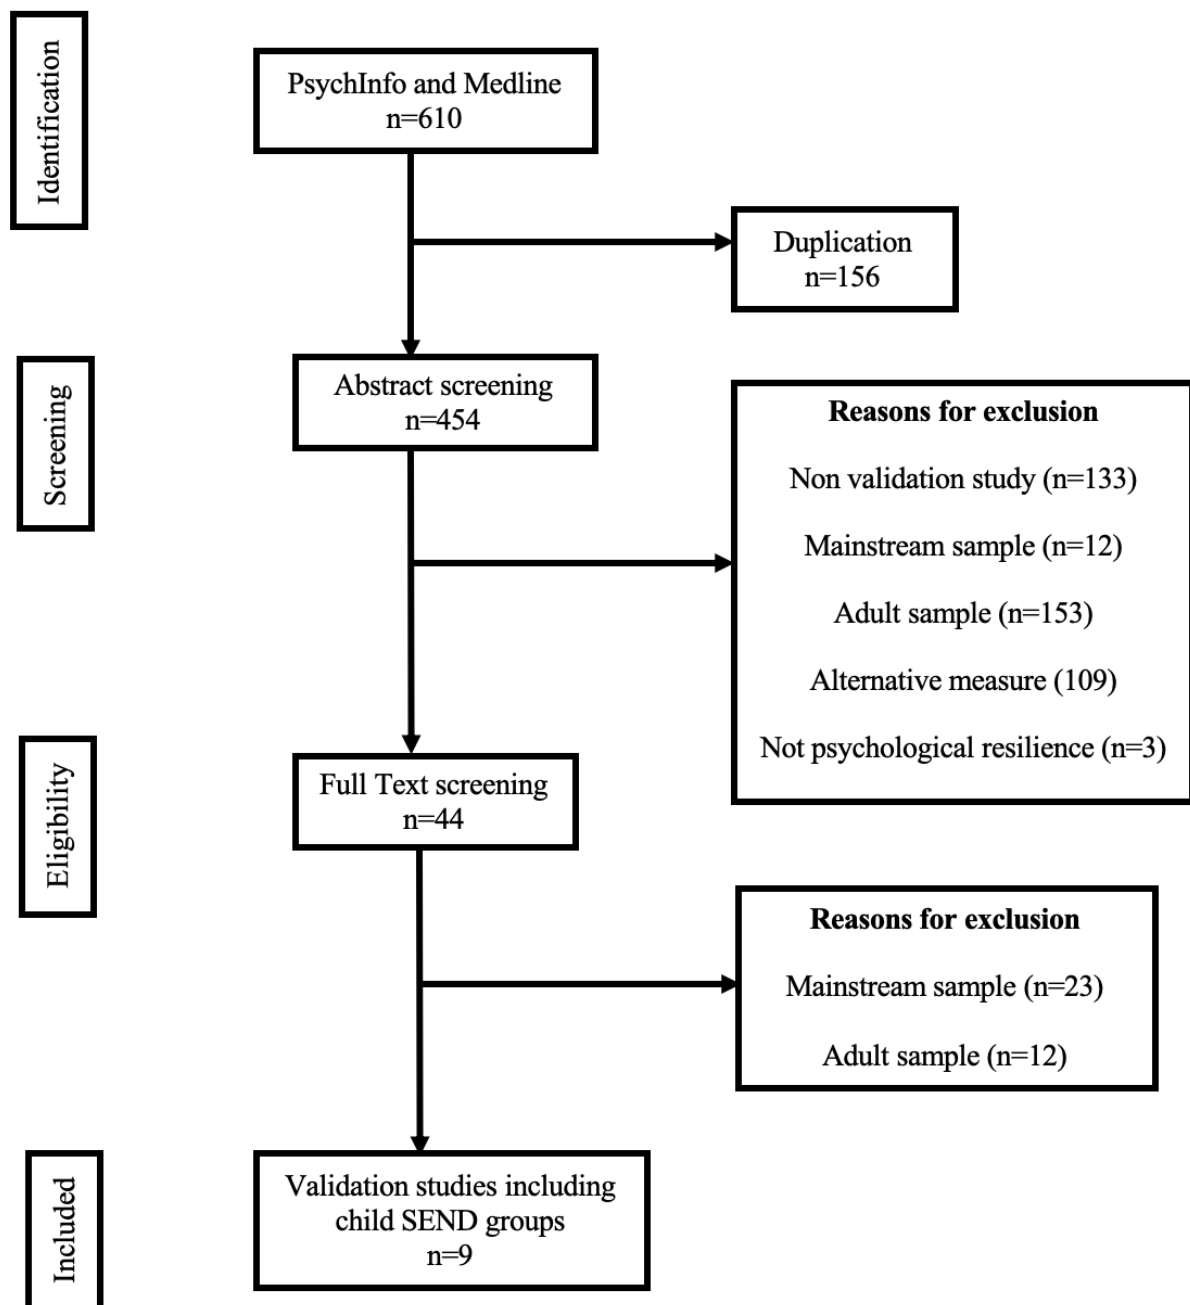 Identification
PsychInfo and Medline
n=610
Duplication
n=156
Screening
Abstract screening
n=454
Reasons for exclusion
Non validation study (n=133)
Mainstream sample (n=12)
Adult sample (n=153)
Alternative measure (109)
Not psychological resilience (n=3)
Eligibility
Full Text screening
n=44
Reasons for exclusion
Mainstream sample (n=23)
Adult sample (n=12)
Included
Validation studies including
child SEND groups
n=9